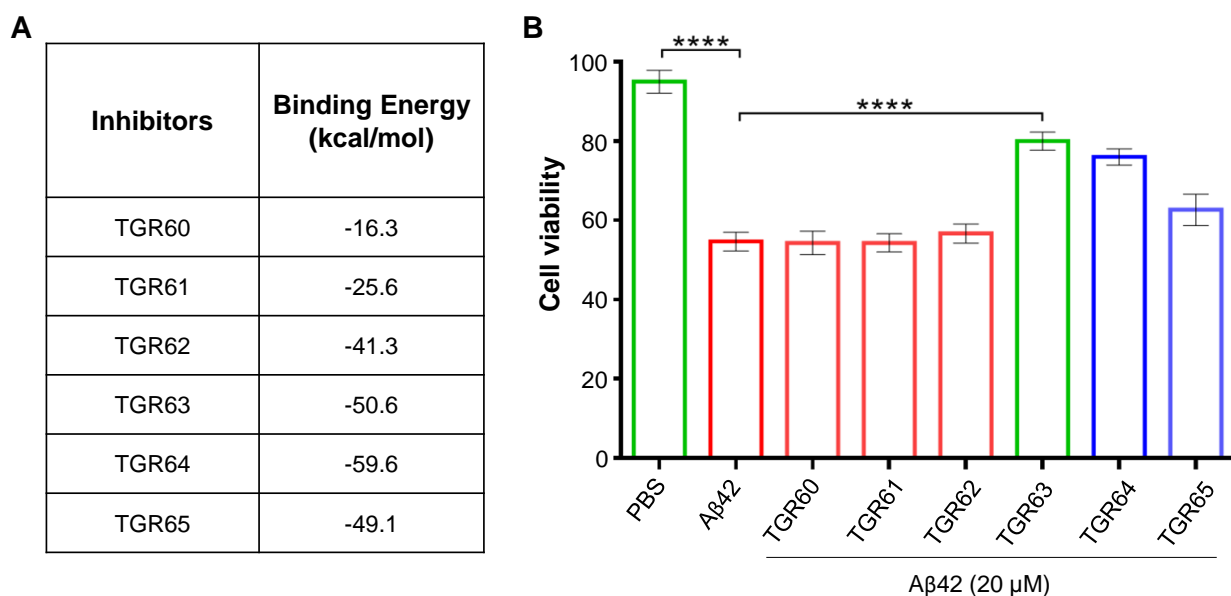 A
Inhibitors
Binding Energy
(kcal/mol)
TGR60
-16.3
TGR61
-25.6
TGR62
-41.3
TGR63
-50.6
TGR64
-59.6
TGR65
-49.1
B
****
****
Cell viability
100
80
60
40
20
0
PBS
Aβ42
TGR60
TGR61
TGR62
TGR63
TGR64
TGR65
Aβ42 (20 μM)